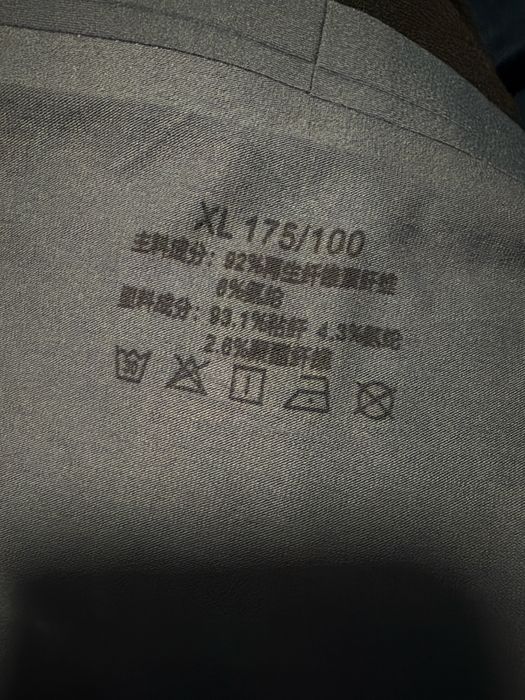 XL 175/100
主料成分：92%再生纤维素纤维
8%氨纶
里料成分：93.1%粘纤 4.3%氨纶
2.6%聚酯纤维
30